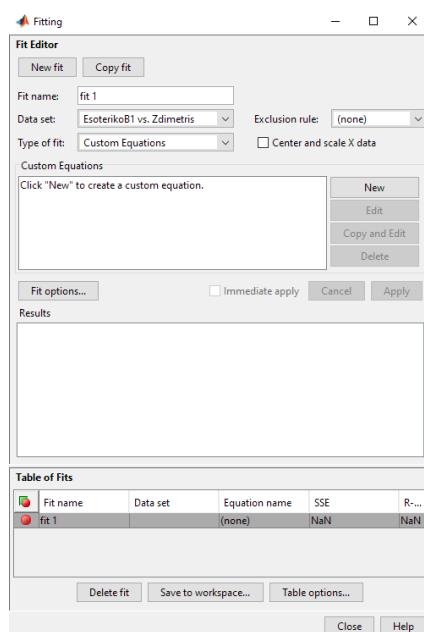 Fitting
Fit Editor
New fit Copy fit
Fit name: fit 1
Data set: EsoterikoB1 vs. Zdimetris Exclusion rule: (none)
Type of fit: Custom Equations Center and scale X data
Custom Equations
Click "New" to create a custom equation. New
Edit
Copy and Edit
Delete
Fit options... Immediate apply Cancel Apply
Results
Table of Fits
Fit name Data set Equation name SSE R-...
fit 1 (none) NaN NaN
Delete fit Save to workspace... Table options...
Close Help